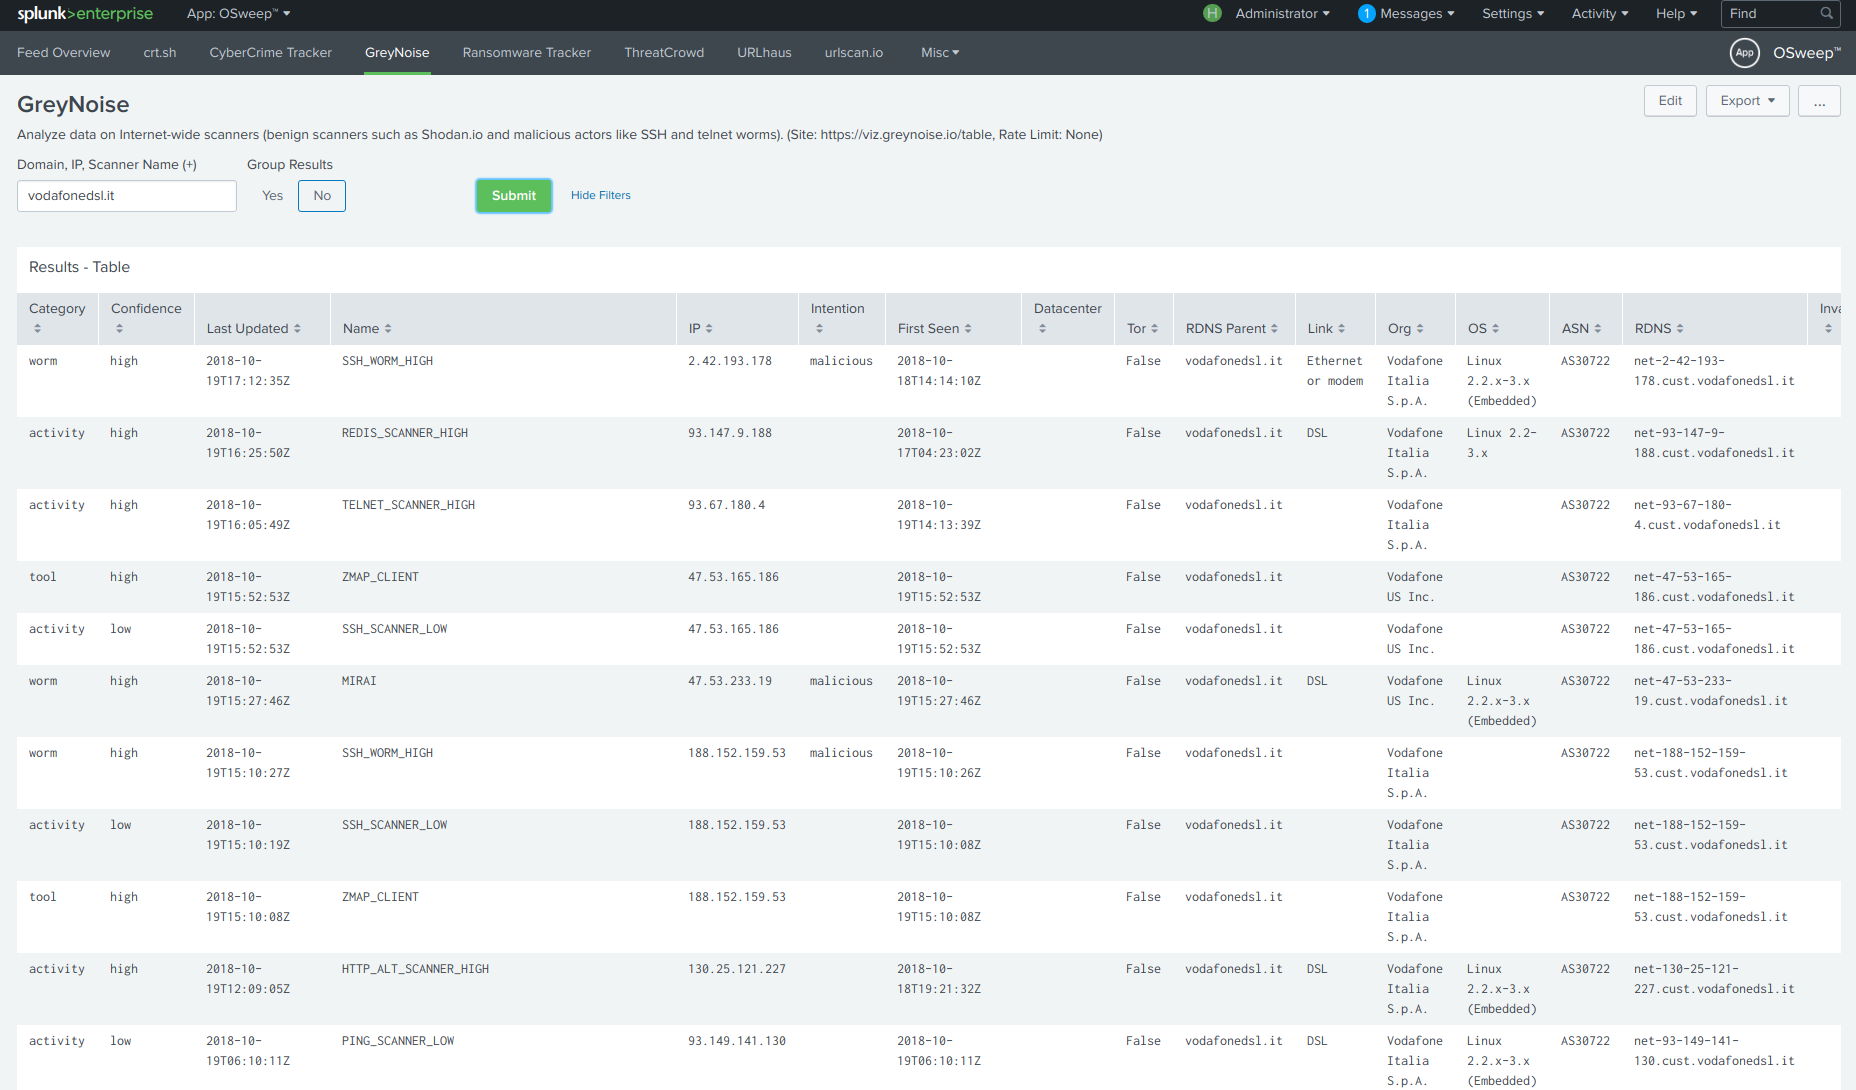 splunk>enterprise App: OSweep™ H Administrator 1 Messages Settings Activity Help Find
Feed Overview crt.sh CyberCrime Tracker GreyNoise Ransomware Tracker ThreatCrowd URLhaus urlscan.io Misc App OSweep™
GreyNoise Edit Export ...
Analyze data on Internet-wide scanners (benign scanners such as Shodan.io and malicious actors like SSH and telnet worms). (Site: https://viz.greynoise.io/table, Rate Limit: None)
Domain, IP, Scanner Name (+) Group Results
vodafonedsl.it Yes No Submit Hide Filters
Results - Table
Category Confidence Intention Datacenter Inva
Last Updated Name IP First Seen Tor RDNS Parent Link Org OS ASN RDNS
worm high 2018-10- SSH_WORM_HIGH 2.42.193.178 malicious 2018-10- False vodafonedsl.it Ethernet Vodafone Linux AS30722 net-2-42-193-
19T17:12:35Z 18T14:14:10Z or modem Italia 2.2.x-3.x 178.cust.vodafonedsl.it
S.p.A. (Embedded)
activity high 2018-10- REDIS_SCANNER_HIGH 93.147.9.188 2018-10- False vodafonedsl.it DSL Vodafone Linux 2.2- AS30722 net-93-147-9-
19T16:25:50Z 17T04:23:02Z Italia 3.x 188.cust.vodafonedsl.it
S.p.A.
activity high 2018-10- TELNET_SCANNER_HIGH 93.67.180.4 2018-10- False vodafonedsl.it Vodafone AS30722 net-93-67-180-
19T16:05:49Z 19T14:13:39Z Italia 4.cust.vodafonedsl.it
S.p.A.
tool high 2018-10- ZMAP_CLIENT 47.53.165.186 2018-10- False vodafonedsl.it Vodafone AS30722 net-47-53-165-
19T15:52:53Z 19T15:52:53Z US Inc. 186.cust.vodafonedsl.it
activity low 2018-10- SSH_SCANNER_LOW 47.53.165.186 2018-10- False vodafonedsl.it Vodafone AS30722 net-47-53-165-
19T15:52:53Z 19T15:52:53Z US Inc. 186.cust.vodafonedsl.it
worm high 2018-10- MIRAI 47.53.233.19 malicious 2018-10- False vodafonedsl.it DSL Vodafone Linux AS30722 net-47-53-233-
19T15:27:46Z 19T15:27:46Z US Inc. 2.2.x-3.x 19.cust.vodafonedsl.it
(Embedded)
worm high 2018-10- SSH_WORM_HIGH 188.152.159.53 malicious 2018-10- False vodafonedsl.it Vodafone AS30722 net-188-152-159-
19T15:10:27Z 19T15:10:26Z Italia 53.cust.vodafonedsl.it
S.p.A.
activity low 2018-10- SSH_SCANNER_LOW 188.152.159.53 2018-10- False vodafonedsl.it Vodafone AS30722 net-188-152-159-
19T15:10:19Z 19T15:10:08Z Italia 53.cust.vodafonedsl.it
S.p.A.
tool high 2018-10- ZMAP_CLIENT 188.152.159.53 2018-10- False vodafonedsl.it Vodafone AS30722 net-188-152-159-
19T15:10:08Z 19T15:10:08Z Italia 53.cust.vodafonedsl.it
S.p.A.
activity high 2018-10- HTTP_ALT_SCANNER_HIGH 130.25.121.227 2018-10- False vodafonedsl.it DSL Vodafone Linux AS30722 net-130-25-121-
19T12:09:05Z 18T19:21:32Z Italia 2.2.x-3.x 227.cust.vodafonedsl.it
S.p.A. (Embedded)
activity low 2018-10- PING_SCANNER_LOW 93.149.141.130 2018-10- False vodafonedsl.it DSL Vodafone Linux AS30722 net-93-149-141-
19T06:10:11Z 19T06:10:11Z Italia 2.2.x-3.x 130.cust.vodafonedsl.it
S.p.A. (Embedded)